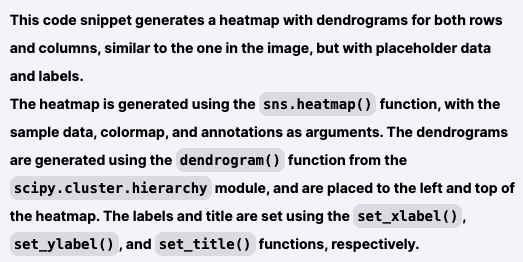 This code snippet generates a heatmap with dendrograms for both rows
and columns, similar to the one in the image, but with placeholder data
and labels.
The heatmap is generated using the sns.heatmap() function, with the
sample data, colormap, and annotations as arguments. The dendrograms
are generated using the dendrogram() function from the
scipy.cluster.hierarchy module, and are placed to the left and top of
the heatmap. The labels and title are set using the set_xlabel() ,
set_ylabel() , and set_title() functions, respectively.